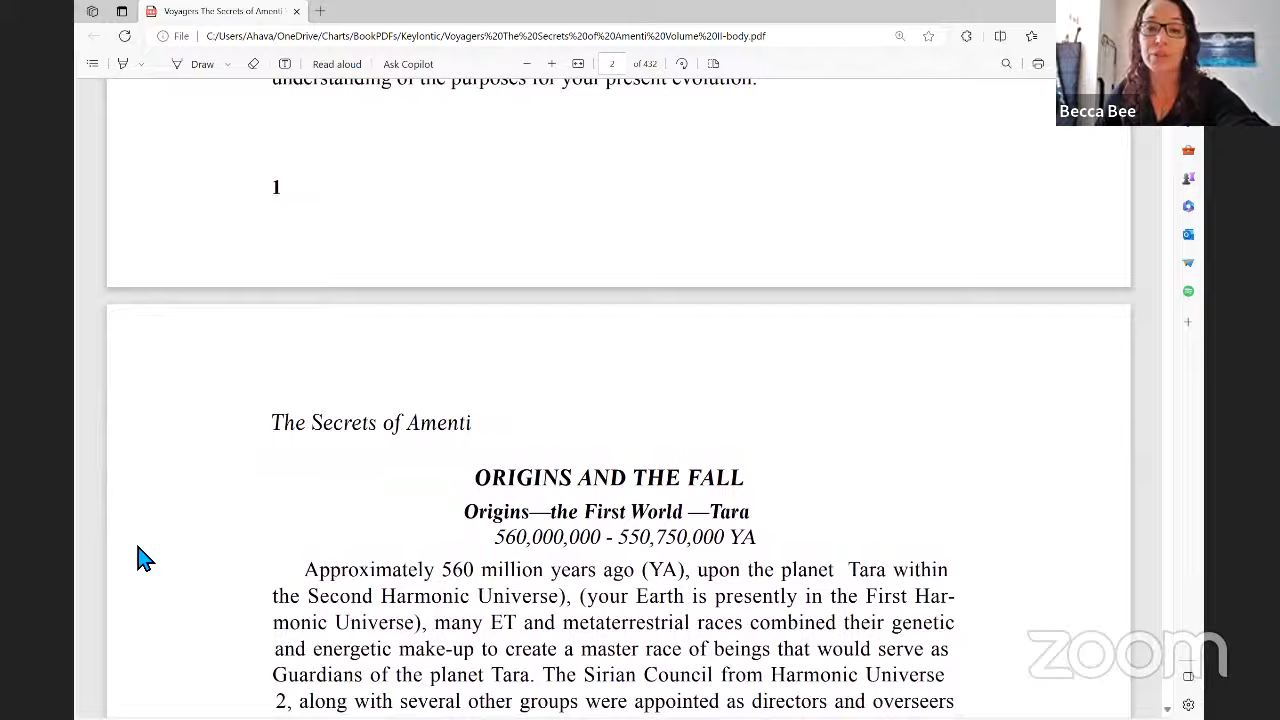 Voyagers The Secrets of Amenti
File
C:/Users/Ahava/OneDrive/Charts/BookPDFs/Keylontic/Voyagers%20The%20Secrets%20of%20Amenti%20Volume%20II-body.pdf
Draw
Read aloud
Ask Copilot
of 432
Becca Bee
understanding of the purposes for your present evolution.
1
The Secrets of Amenti
ORIGINS AND THE FALL
Origins—the First World —Tara
560,000,000 - 550,750,000 YA
Approximately 560 million years ago (YA), upon the planet Tara within
the Second Harmonic Universe), (your Earth is presently in the First Har-
monic Universe), many ET and metaterrestrial races combined their genetic
and energetic make-up to create a master race of beings that would serve as
Guardians of the planet Tara. The Sirian Council from Harmonic Universe
2, along with several other groups were appointed as directors and overseers
zoom